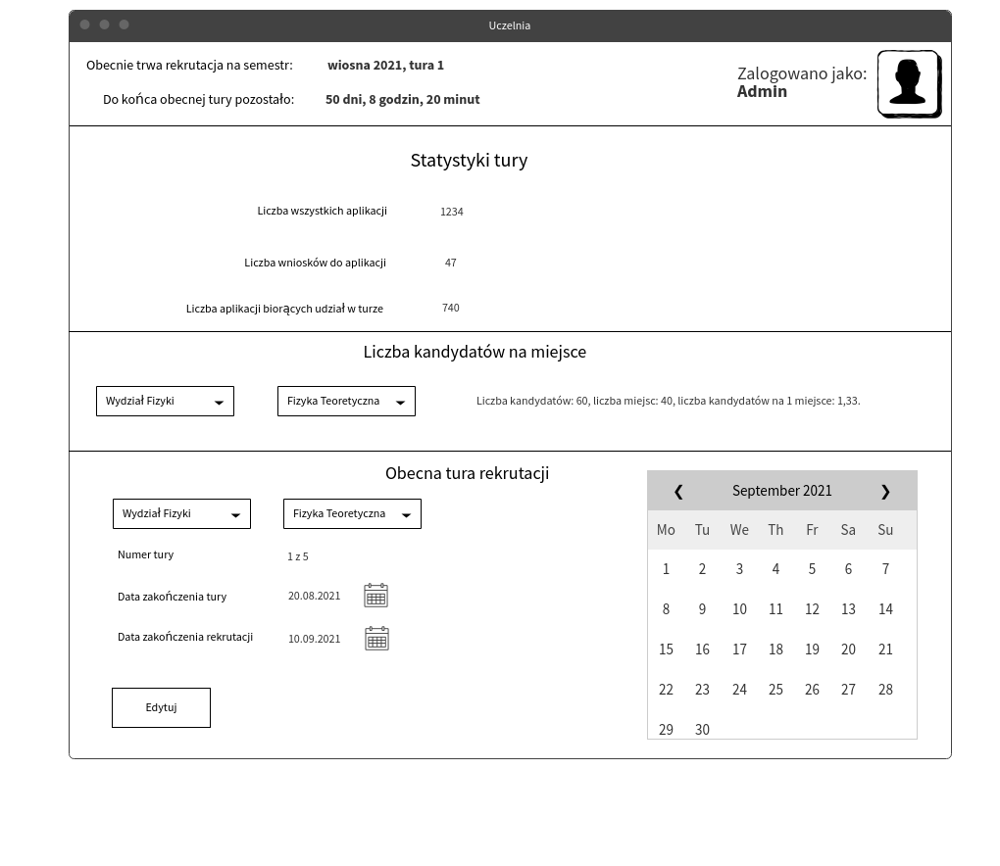 Uczelnia
Obecnie trwa rekrutacja na semestr: wiosna 2021, tura 1
Do końca obecnej tury pozostało: 50 dni, 8 godzin, 20 minut
Zalogowano jako:
Admin
Statystyki tury
Liczba wszystkich aplikacji 1234
Liczba wniosków do aplikacji 47
Liczba aplikacji biorących udział w turze 740
Liczba kandydatów na miejsce
Wydział Fizyki Fizyka Teoretyczna Liczba kandydatów: 60, liczba miejsc: 40, liczba kandydatów na 1 miejsce: 1,33.
Obecna tura rekrutacji
Wydział Fizyki Fizyka Teoretyczna
Numer tury 1 z 5
Data zakończenia tury 20.08.2021
Data zakończenia rekrutacji 10.09.2021
Edytuj
❮ September 2021 ❯
Mo Tu We Th Fr Sa Su
1 2 3 4 5 6 7
8 9 10 11 12 13 14
15 16 17 18 19 20 21
22 23 24 25 26 27 28
29 30